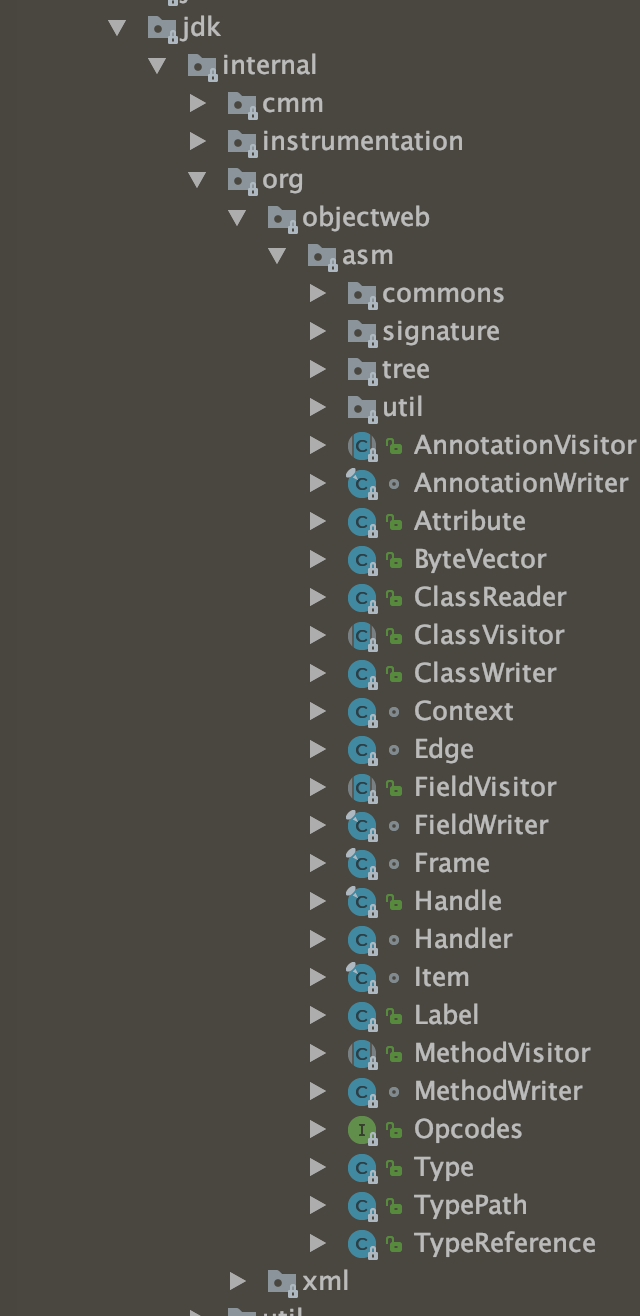 jdk
internal
cmm
instrumentation
org
objectweb
asm
commons
signature
tree
util
AnnotationVisitor
AnnotationWriter
Attribute
ByteVector
ClassReader
ClassVisitor
ClassWriter
Context
Edge
FieldVisitor
FieldWriter
Frame
Handle
Handler
Item
Label
MethodVisitor
MethodWriter
Opcodes
Type
TypePath
TypeReference
xml
util